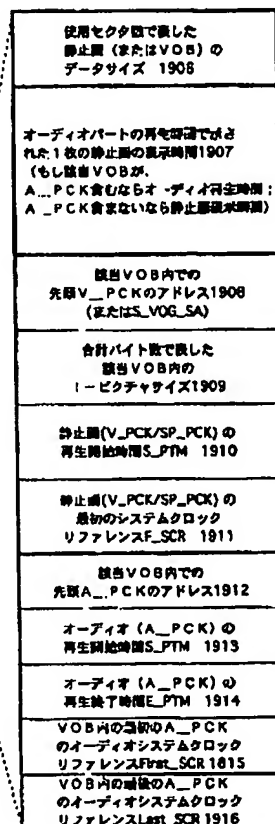 使用セクタ数で表した
静止画（またはVOB）の
データサイズ 1906
オーディオパートの再生時間で示さ
れた1枚の静止画の表示時間1907
（もし該当VOBが、
A_PCK含むならオーディオ再生時間；
A_PCK含まないなら静止画表示時間）
該当VOB内での
先頭V_PCKのアドレス1908
（またはS_VOG_SA）
合計バイト数で表した
該当VOB内の
I－ピクチャサイズ1909
静止画(V_PCK/SP_PCK) の
再生開始時間S_PTM 1910
静止画(V_PCK/SP_PCK) の
最初のシステムクロック
リファレンスF_SCR 1911
該当VOB内での
先頭A_PCKのアドレス1912
オーディオ（A_PCK）の
再生開始時間S_PTM 1913
オーディオ（A_PCK）の
再生終了時間E_PTM 1914
VOB内の最初のA_PCK
のオーディオシステムクロック
リファレンスFirst_SCR 1815
VOB内の最後のA_PCK
のオーディオシステムクロック
リファレンスLast_SCR 1916